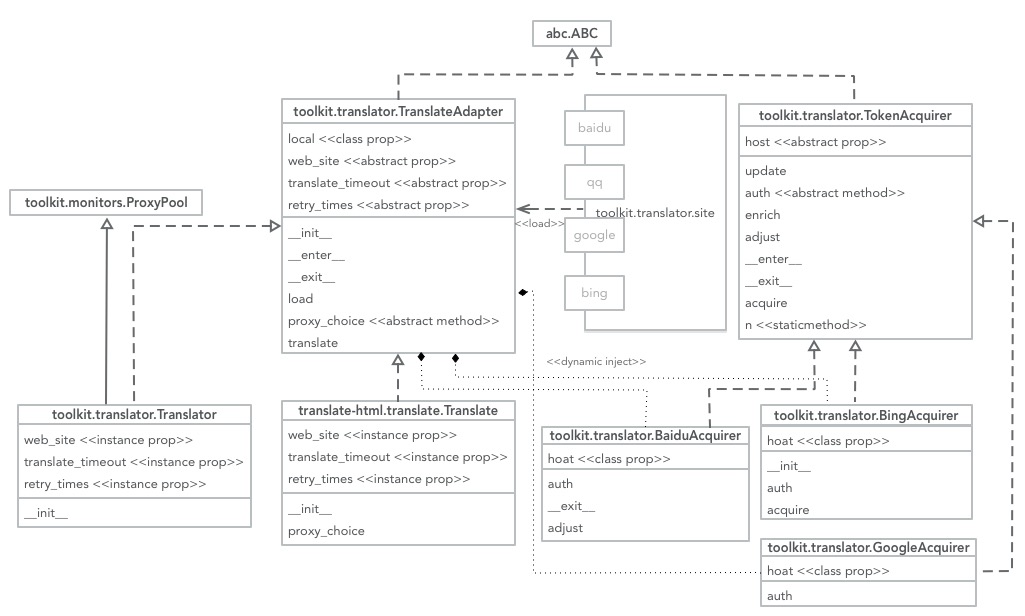 abc.ABC
toolkit.translator.TranslateAdapter
local <<class prop>>
web_site <<abstract prop>>
translate_timeout <<abstract prop>>
retry_times <<abstract prop>>
__init__
__enter__
__exit__
load
proxy_choice <<abstract method>>
translate
baidu
qq
google
bing
toolkit.translator.site
<<load>>
toolkit.translator.TokenAcquirer
host <<abstract prop>>
update
auth <<abstract method>>
enrich
adjust
__enter__
__exit__
acquire
n <<staticmethod>>
toolkit.monitors.ProxyPool
<<dynamic inject>>
toolkit.translator.Translator
web_site <<instance prop>>
translate_timeout <<instance prop>>
retry_times <<instance prop>>
__init__
translate-html.translate.Translate
web_site <<instance prop>>
translate_timeout <<instance prop>>
retry_times <<instance prop>>
__init__
proxy_choice
toolkit.translator.BaiduAcquirer
hoat <<class prop>>
auth
__exit__
adjust
toolkit.translator.BingAcquirer
hoat <<class prop>>
__init__
auth
acquire
toolkit.translator.GoogleAcquirer
hoat <<class prop>>
auth